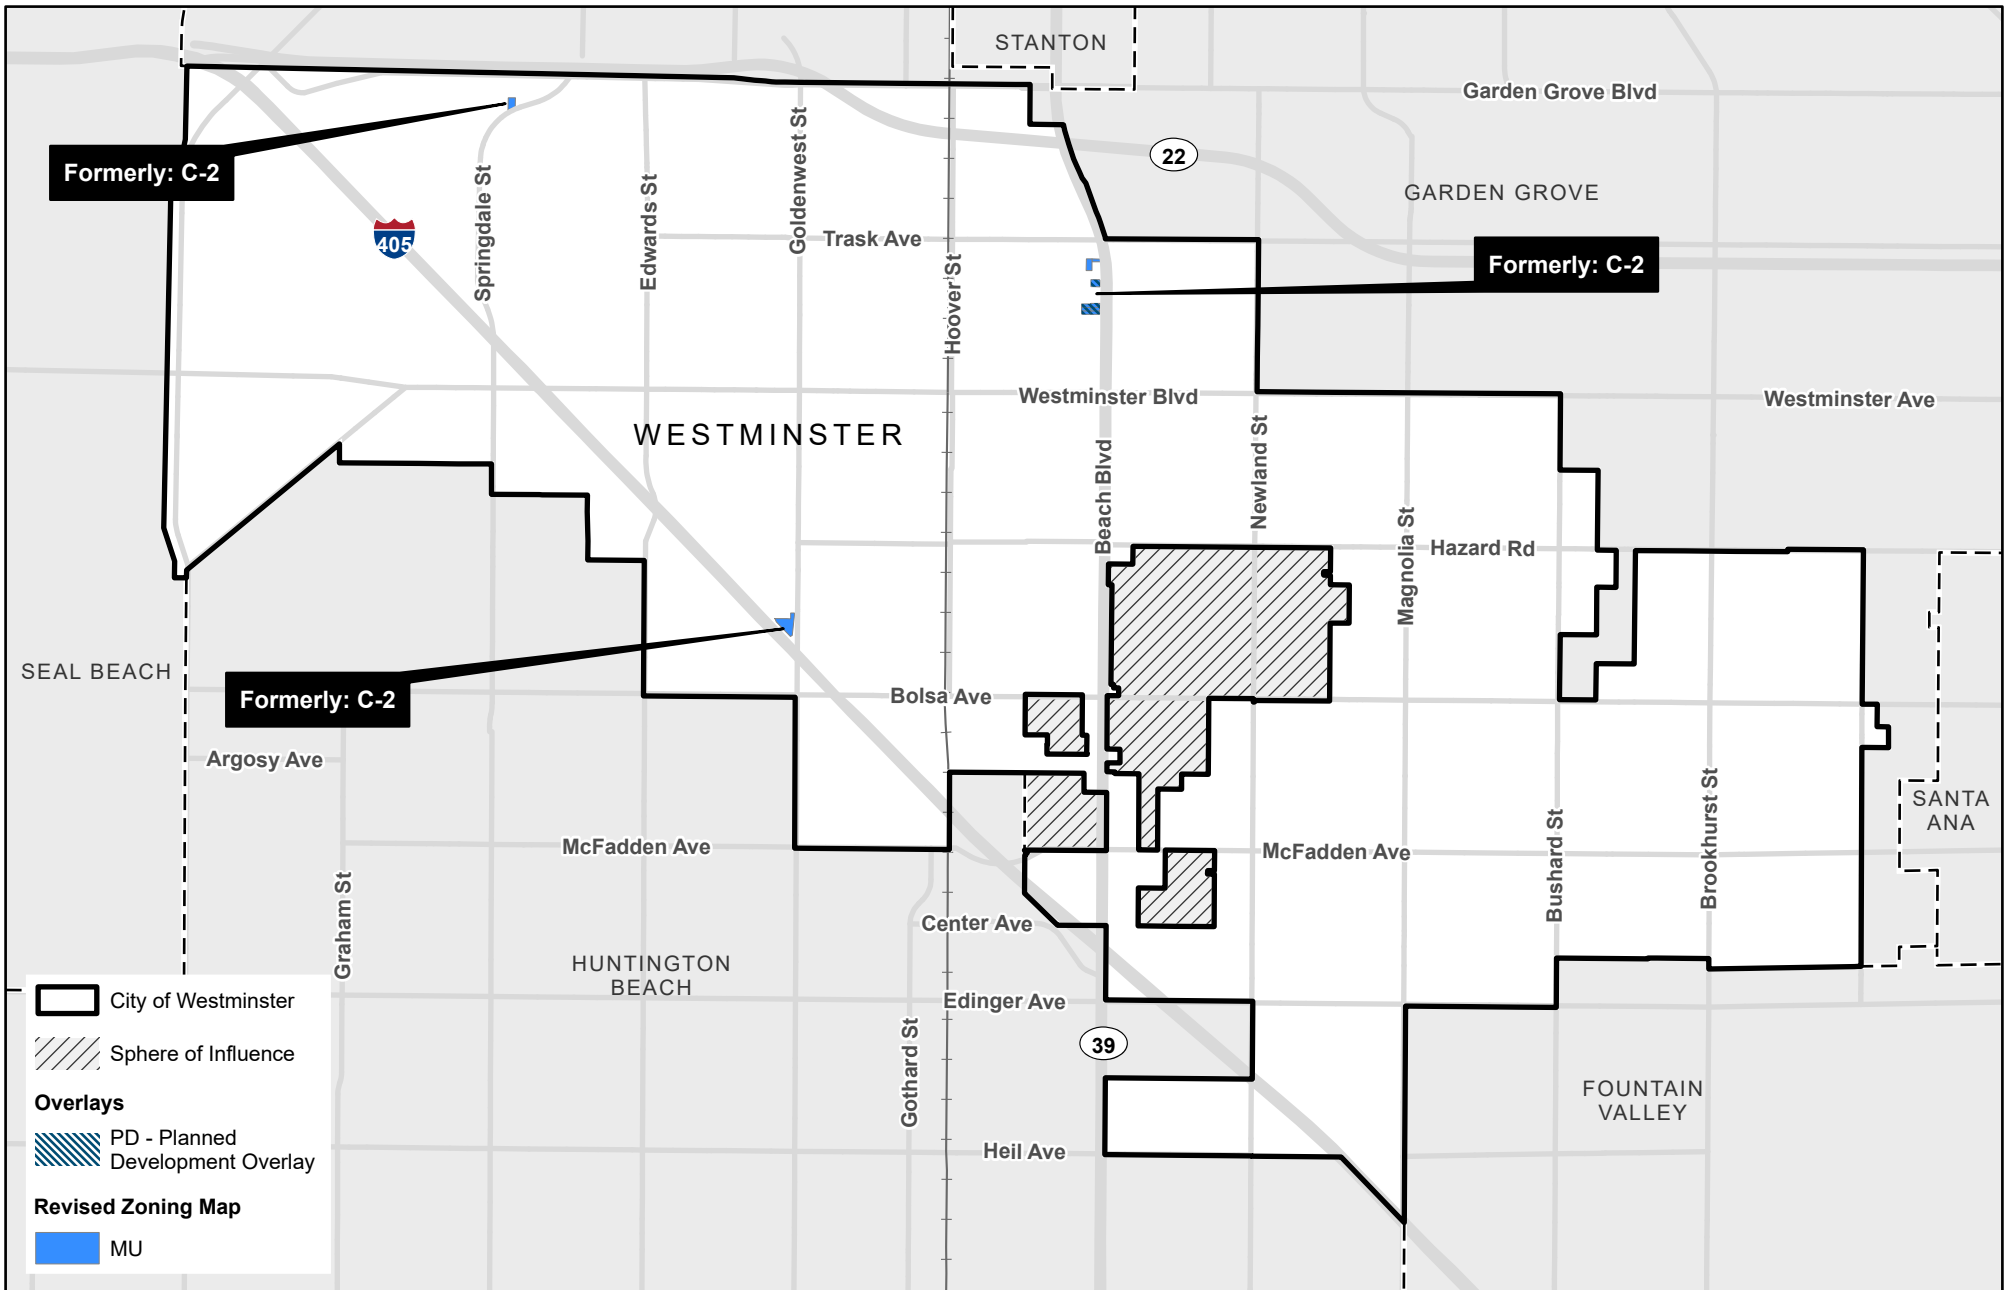 STANTON
Garden Grove Blvd
22
Formerly: C-2
GARDEN GROVE
405
Springdale St
Edwards St
Goldenwest St
Trask Ave
Hoover St
Formerly: C-2
Westminster Blvd
Westminster Ave
WESTMINSTER
Beach Blvd
Newland St
Magnolia St
Hazard Rd
SEAL BEACH
Formerly: C-2
Bolsa Ave
Argosy Ave
McFadden Ave
McFadden Ave
Bushard St
Brookhurst St
SANTA
ANA
Graham St
Center Ave
HUNTINGTON
BEACH
Edinger Ave
Gothard St
39
FOUNTAIN
VALLEY
Heil Ave
City of Westminster
Sphere of Influence
Overlays
PD - Planned
Development Overlay
Revised Zoning Map
MU